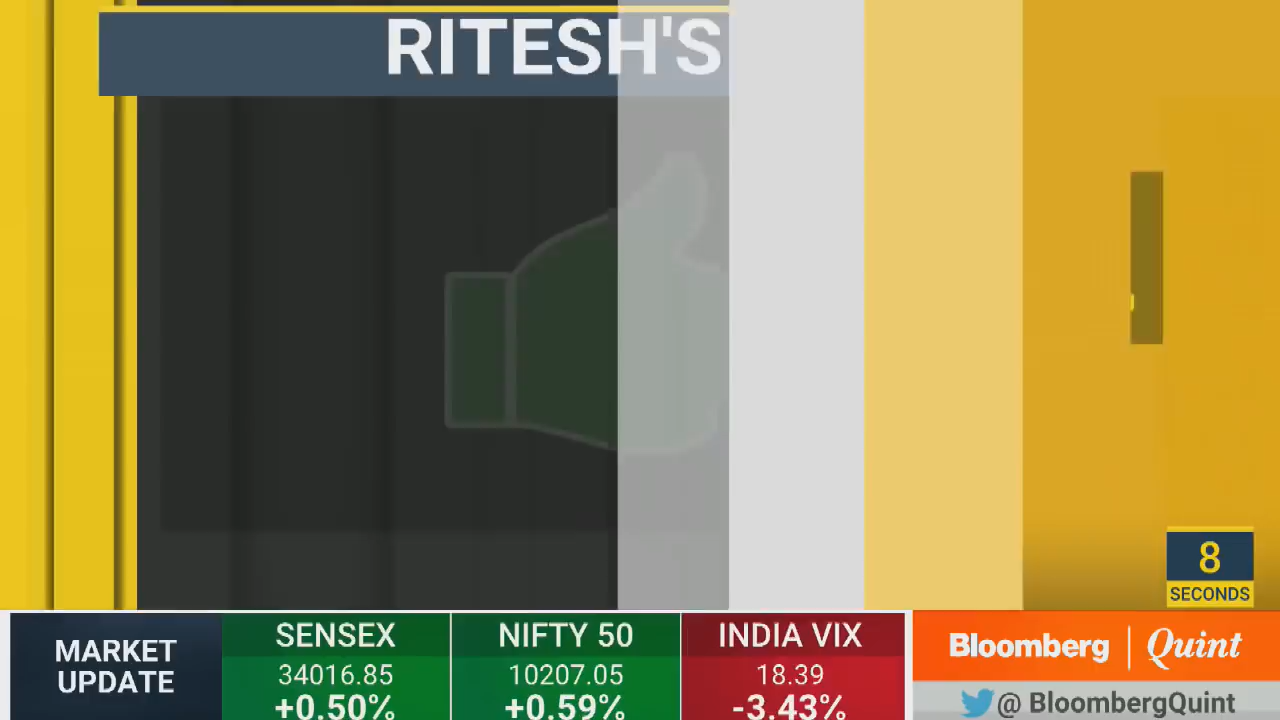 RITESH'S
8
SECONDS
MARKET
UPDATE
SENSEX
34016.85
+0.50%
NIFTY 50
10207.05
+0.59%
INDIA VIX
18.39
-3.43%
Bloomberg | Quint
@ BloombergQuint